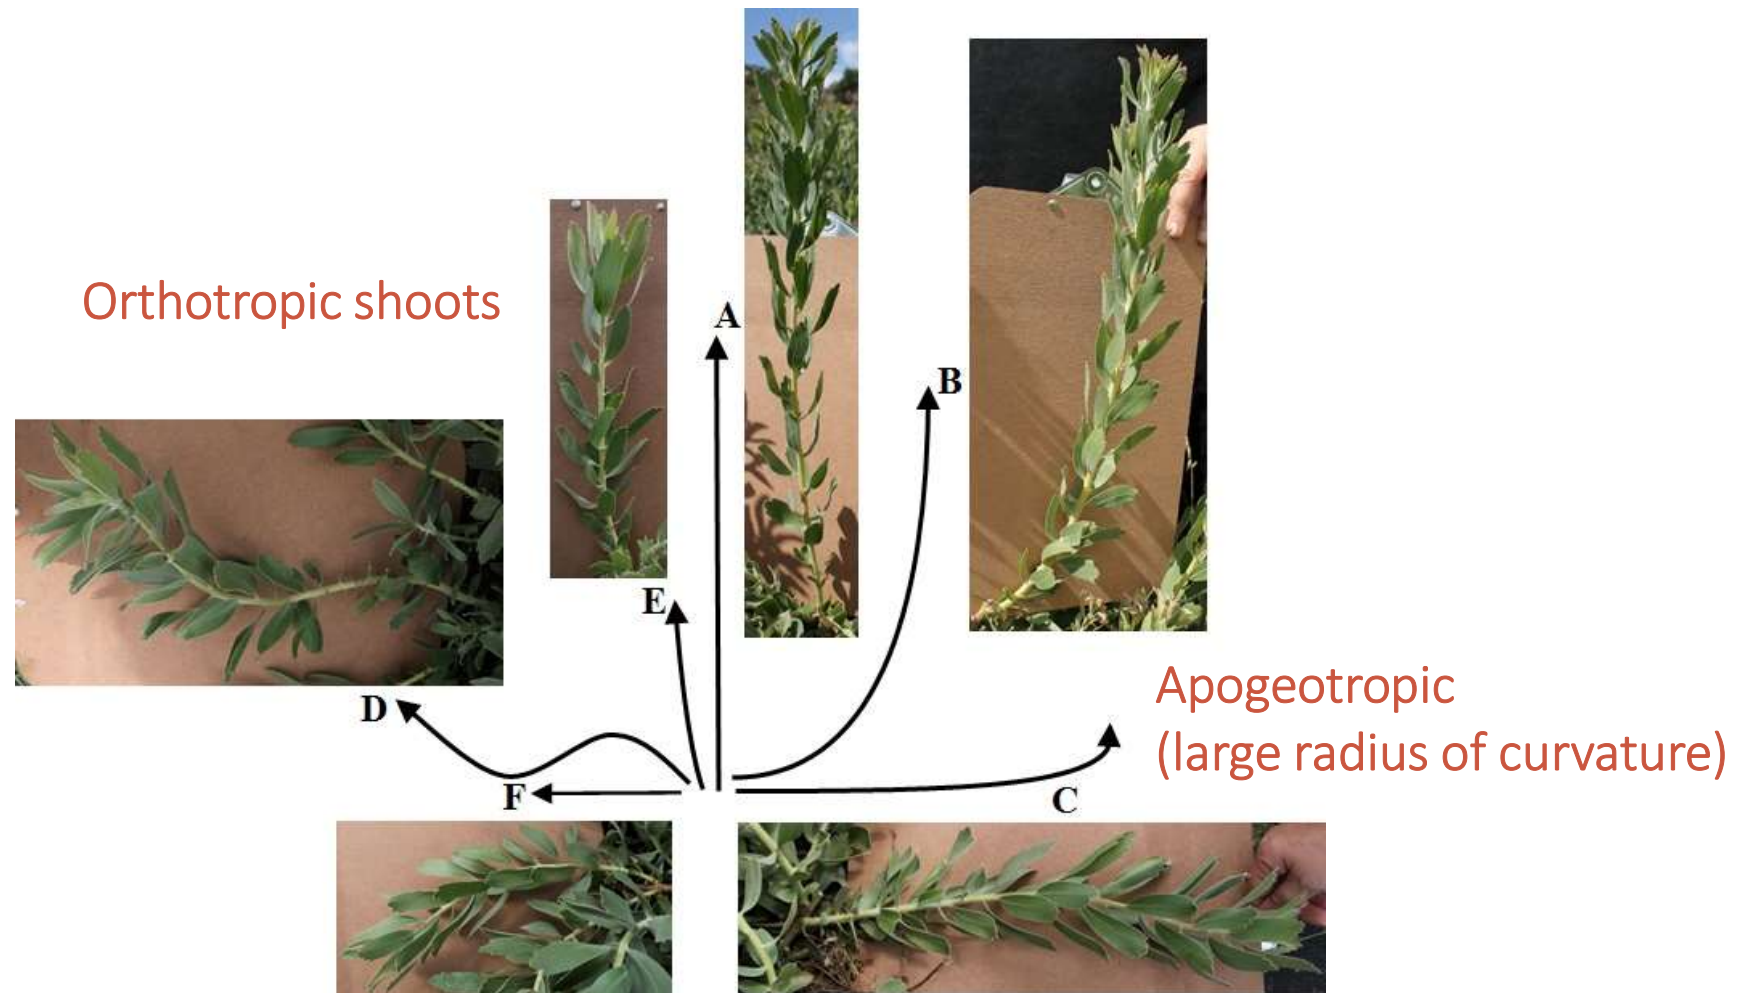 Orthotropic shoots
A
B
E
D
F
C
Apogeotropic
(large radius of curvature)